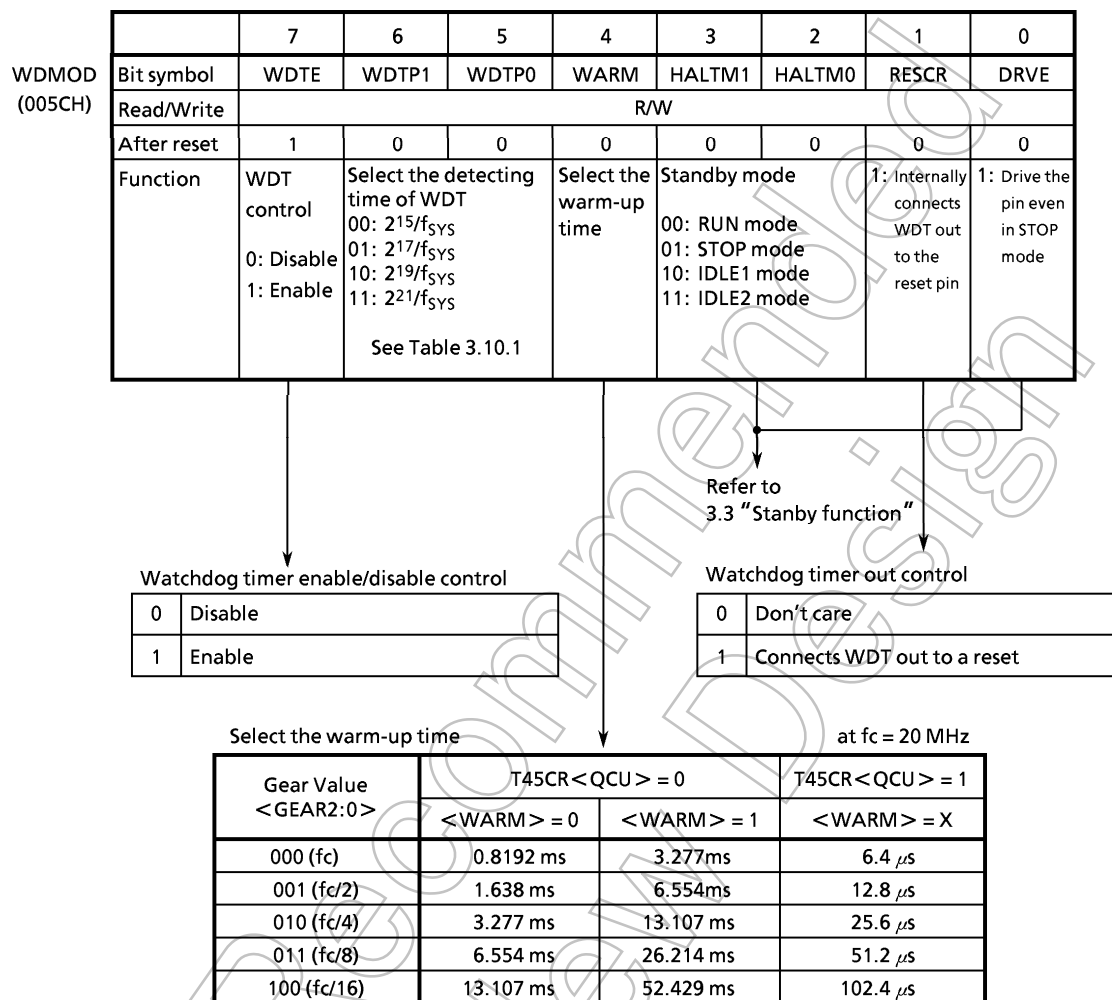 7 6 5 4 3 2 1 0
WDMOD (005CH)
Bit symbol WDTE WDTP1 WDTP0 WARM HALTM1 HALTM0 RESCR DRVE
Read/Write R/W
After reset 1 0 0 0 0 0 0 0
Function
WDT
control
0: Disable
1: Enable
Select the detecting
time of WDT
00: 2¹⁵/fSYS
01: 2¹⁷/fSYS
10: 2¹⁹/fSYS
11: 2²¹/fSYS
See Table 3.10.1
Select the
warm-up
time
Standby mode
00: RUN mode
01: STOP mode
10: IDLE1 mode
11: IDLE2 mode
1: Internally
connects
WDT out
to the
reset pin
1: Drive the
pin even
in STOP
mode
Refer to
3.3 "Stanby function"
Watchdog timer enable/disable control
0 Disable
1 Enable
Watchdog timer out control
0 Don't care
1 Connects WDT out to a reset
Select the warm-up time at fc = 20 MHz
Gear Value
<GEAR2:0>
T45CR<QCU> = 0 T45CR<QCU> = 1
<WARM> = 0 <WARM> = 1 <WARM> = X
000 (fc) 0.8192 ms 3.277ms 6.4 μs
001 (fc/2) 1.638 ms 6.554ms 12.8 μs
010 (fc/4) 3.277 ms 13.107 ms 25.6 μs
011 (fc/8) 6.554 ms 26.214 ms 51.2 μs
100 (fc/16) 13.107 ms 52.429 ms 102.4 μs
Recommended
New Design